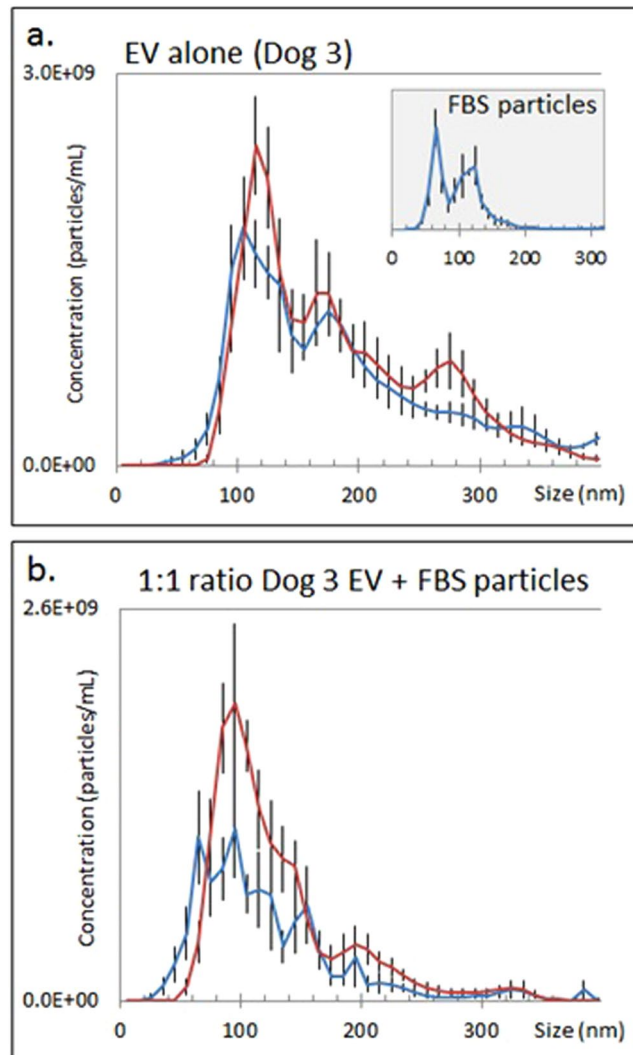 a.
EV alone (Dog 3)
3.0E+09
FBS particles
0 100 200 300
Concentration (particles/mL)
0.0E+00
0 100 200 300 Size (nm)
b.
1:1 ratio Dog 3 EV + FBS particles
2.6E+09
Concentration (particles/mL)
0.0E+00
0 100 200 300 Size (nm)